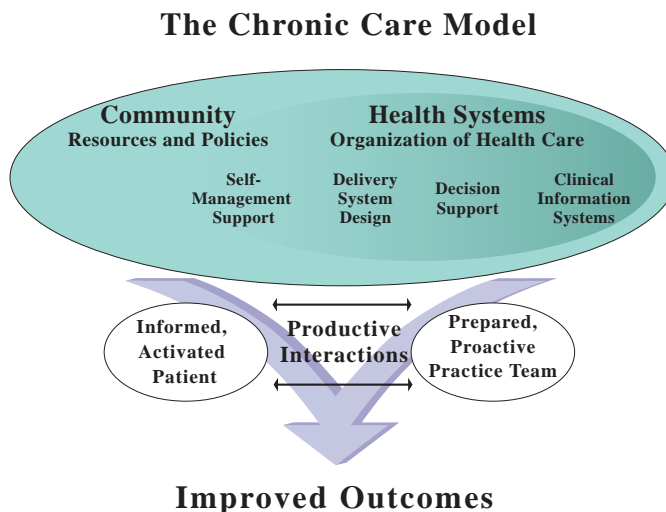 The Chronic Care Model
Community
Resources and Policies
Health Systems
Organization of Health Care
Self-
Management
Support
Delivery
System
Design
Decision
Support
Clinical
Information
Systems
Informed,
Activated
Patient
Productive
Interactions
Prepared,
Proactive
Practice Team
Improved Outcomes